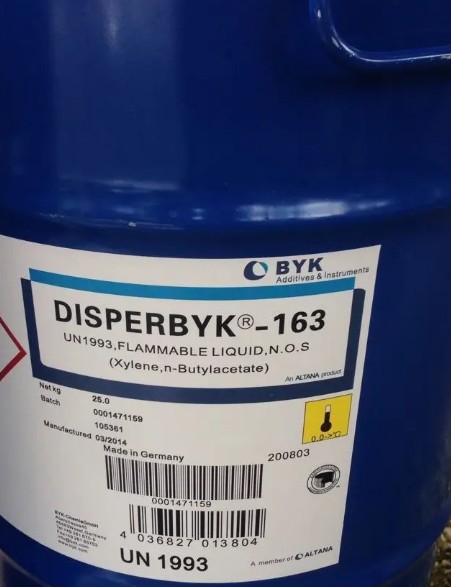 BYK
Additives & Instruments
DISPERBYK®-163
UN1993,FLAMMABLE LIQUID,N.O.S
(Xylene,n-Butylacetate)
An ALTANA product
Net kg 25.0
Batch 0001471159
105361
Manufactured 03/2014
Made in Germany
200803
0001471159
4 036827 013804
UN 1993
A member of ALTANA